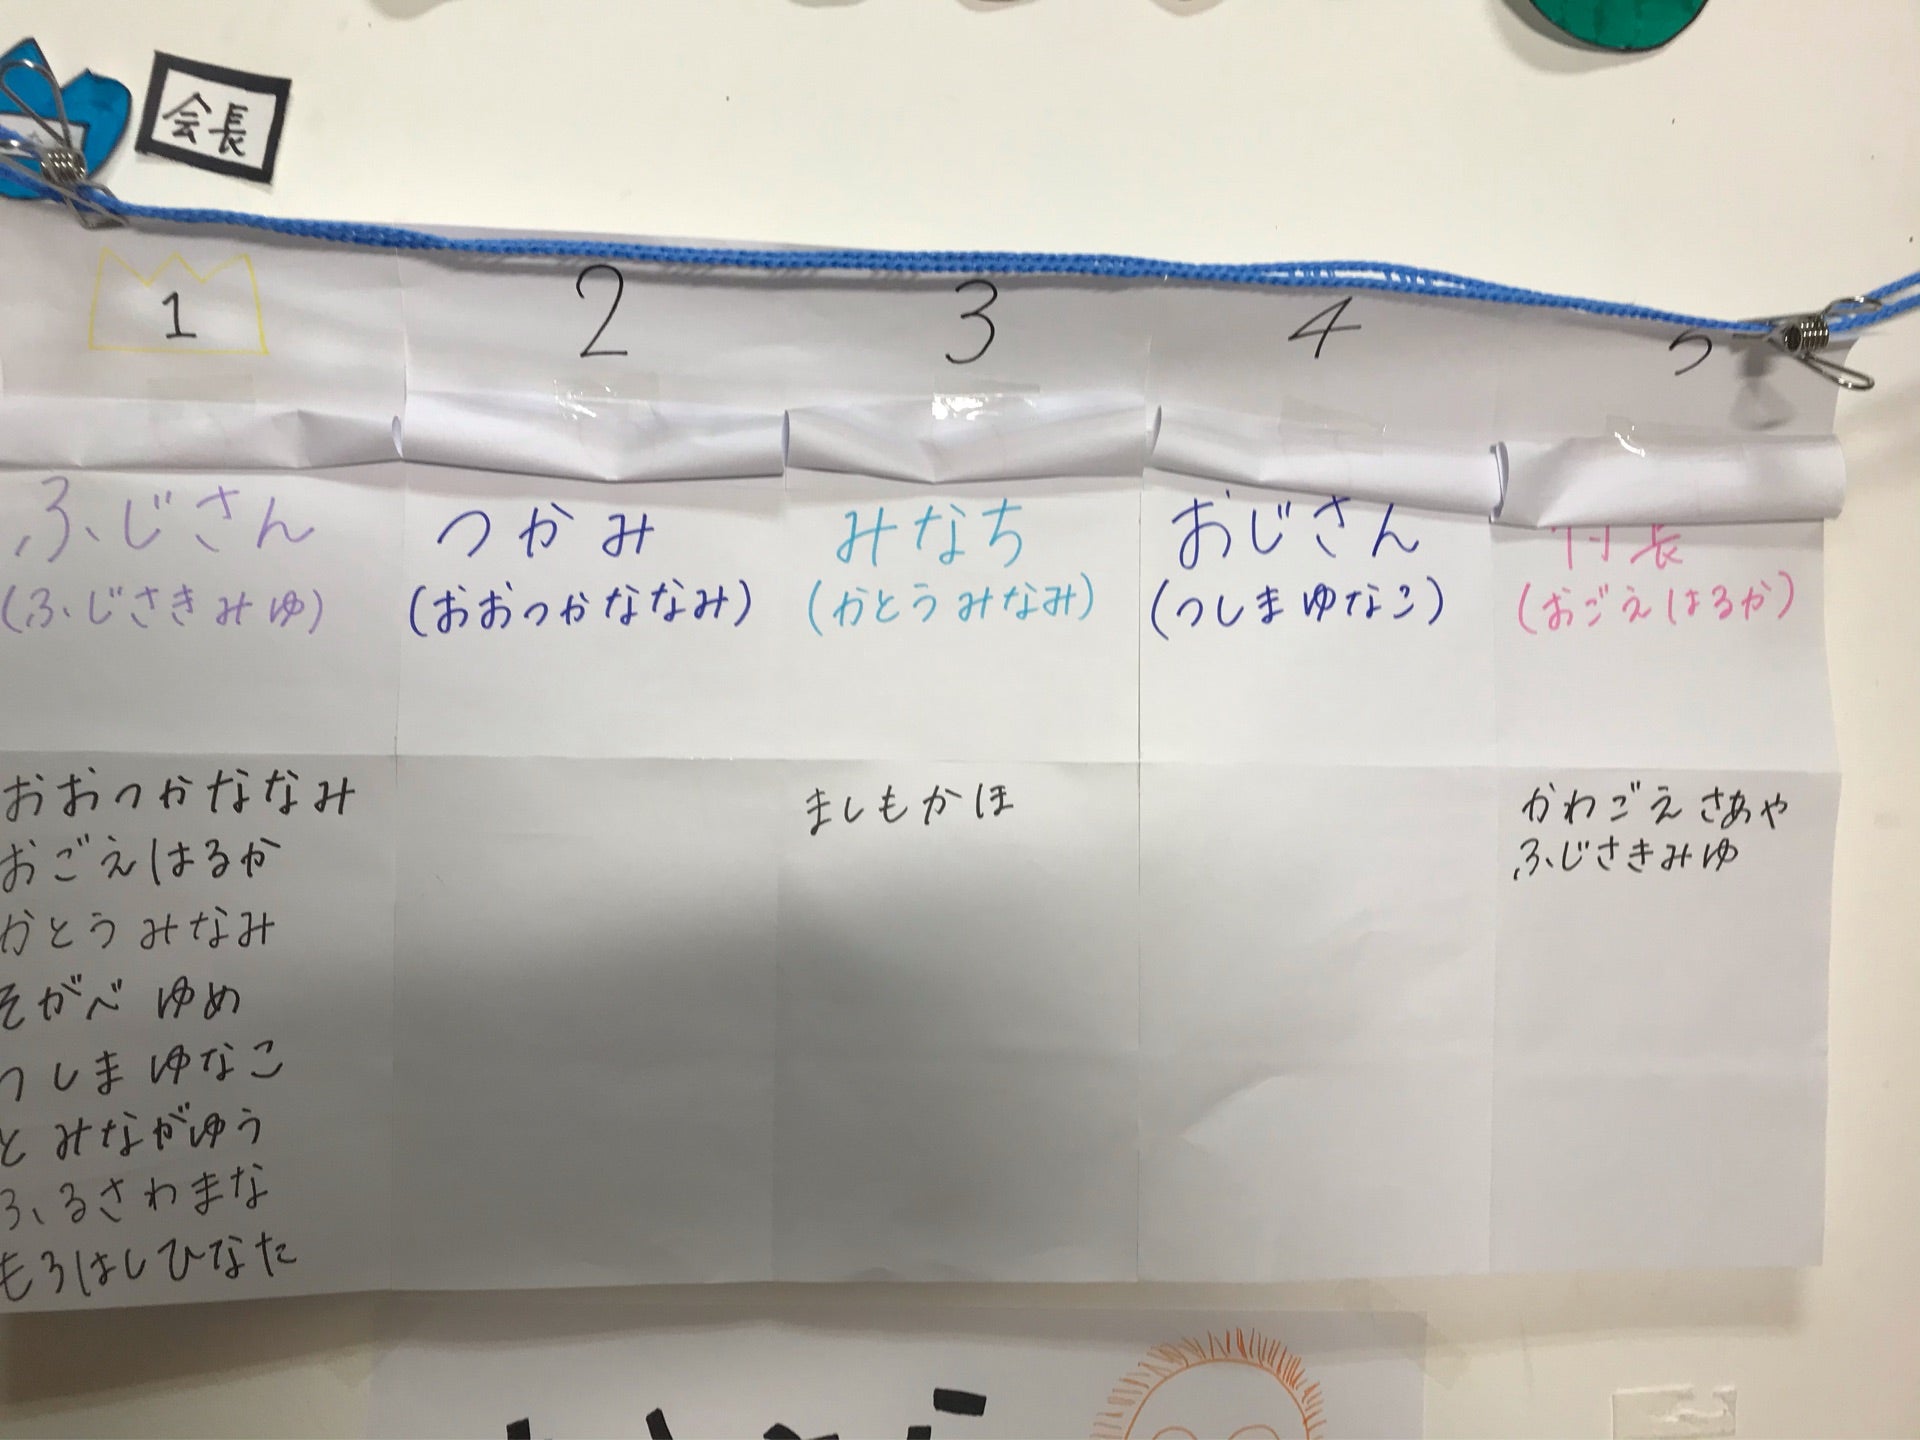 会長
1
2
3
4
5
ふじさん
(ふじさきみゆ)
つかみ
(おおつかななみ)
みなち
(かとうみなみ)
おじさん
(つしまゆなこ)
村長
(おごえはるか)
おおつかななみ
おごえはるか
かとうみなみ
そがべ ゆめ
つしまゆなこ
とみながゆう
ふるさわまな
もろはしひなた
ましもかほ
かわごえさあや
ふじさきみゆ